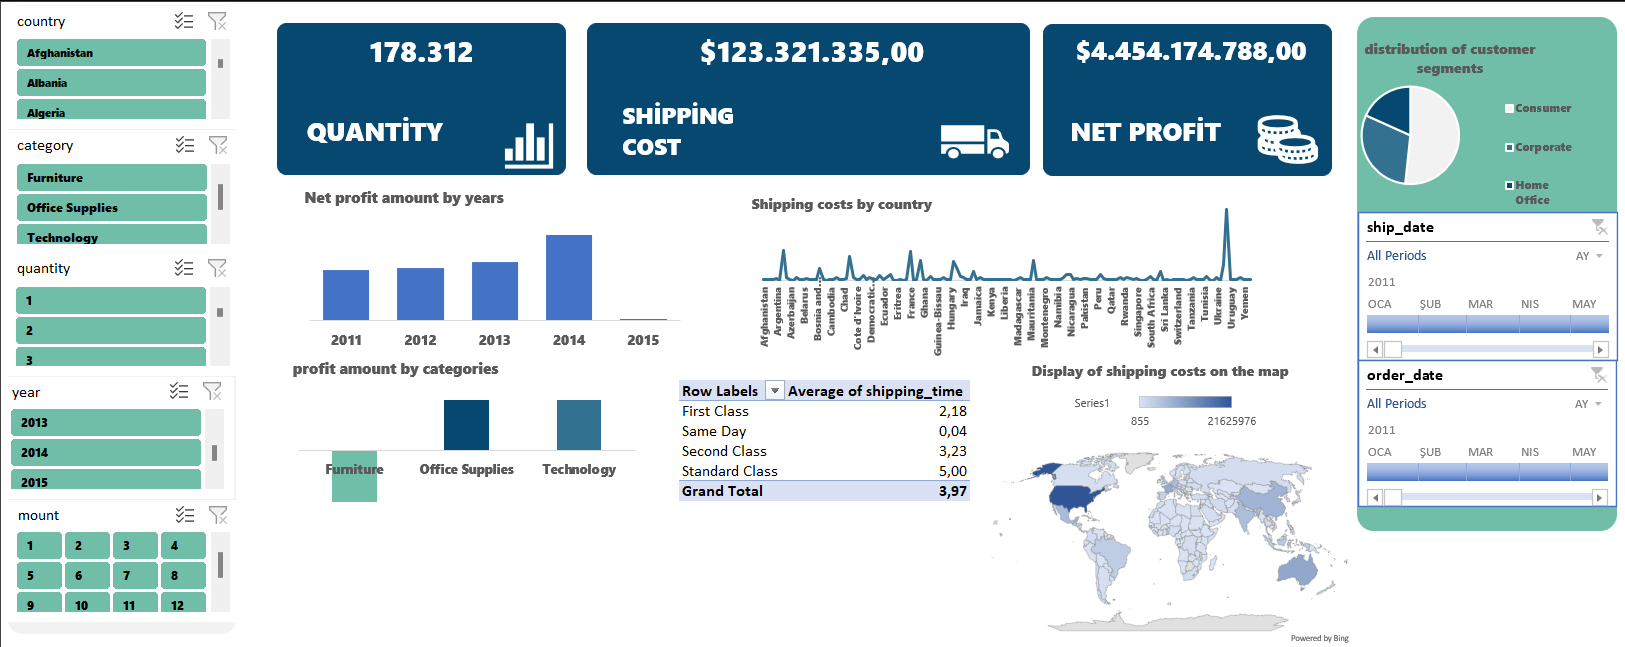 country
Afghanistan
Albania
Algeria
category
Furniture
Office Supplies
Technology
quantity
1
2
3
year
2013
2014
2015
mount
1 2 3 4
5 6 7 8
9 10 11 12
178.312
QUANTİTY
$123.321.335,00
SHİPPİNG
COST
$4.454.174.788,00
NET PROFİT
Net profit amount by years
2011 2012 2013 2014 2015
Shipping costs by country
Afghanistan
Argentina
Azerbaijan
Belarus
Bosnia and…
Cambodia
Chad
Cote d'Ivoire
Democratic…
Ecuador
Eritrea
France
Ghana
Guinea-Bissau
Hungary
Iraq
Jamaica
Kenya
Liberia
Madagascar
Mauritania
Montenegro
Namibia
Nicaragua
Pakistan
Peru
Qatar
Rwanda
Singapore
South Africa
Sri Lanka
Switzerland
Tanzania
Tunisia
Ukraine
Uruguay
Yemen
profit amount by categories
Furniture Office Supplies Technology
Row Labels Average of shipping_time
First Class 2,18
Same Day 0,04
Second Class 3,23
Standard Class 5,00
Grand Total 3,97
Display of shipping costs on the map
Series1
855 21625976
Powered by Bing
distribution of customer
segments
Consumer
Corporate
Home
Office
ship_date
All Periods AY
2011
OCA ŞUB MAR NIS MAY
order_date
All Periods AY
2011
OCA ŞUB MAR NIS MAY